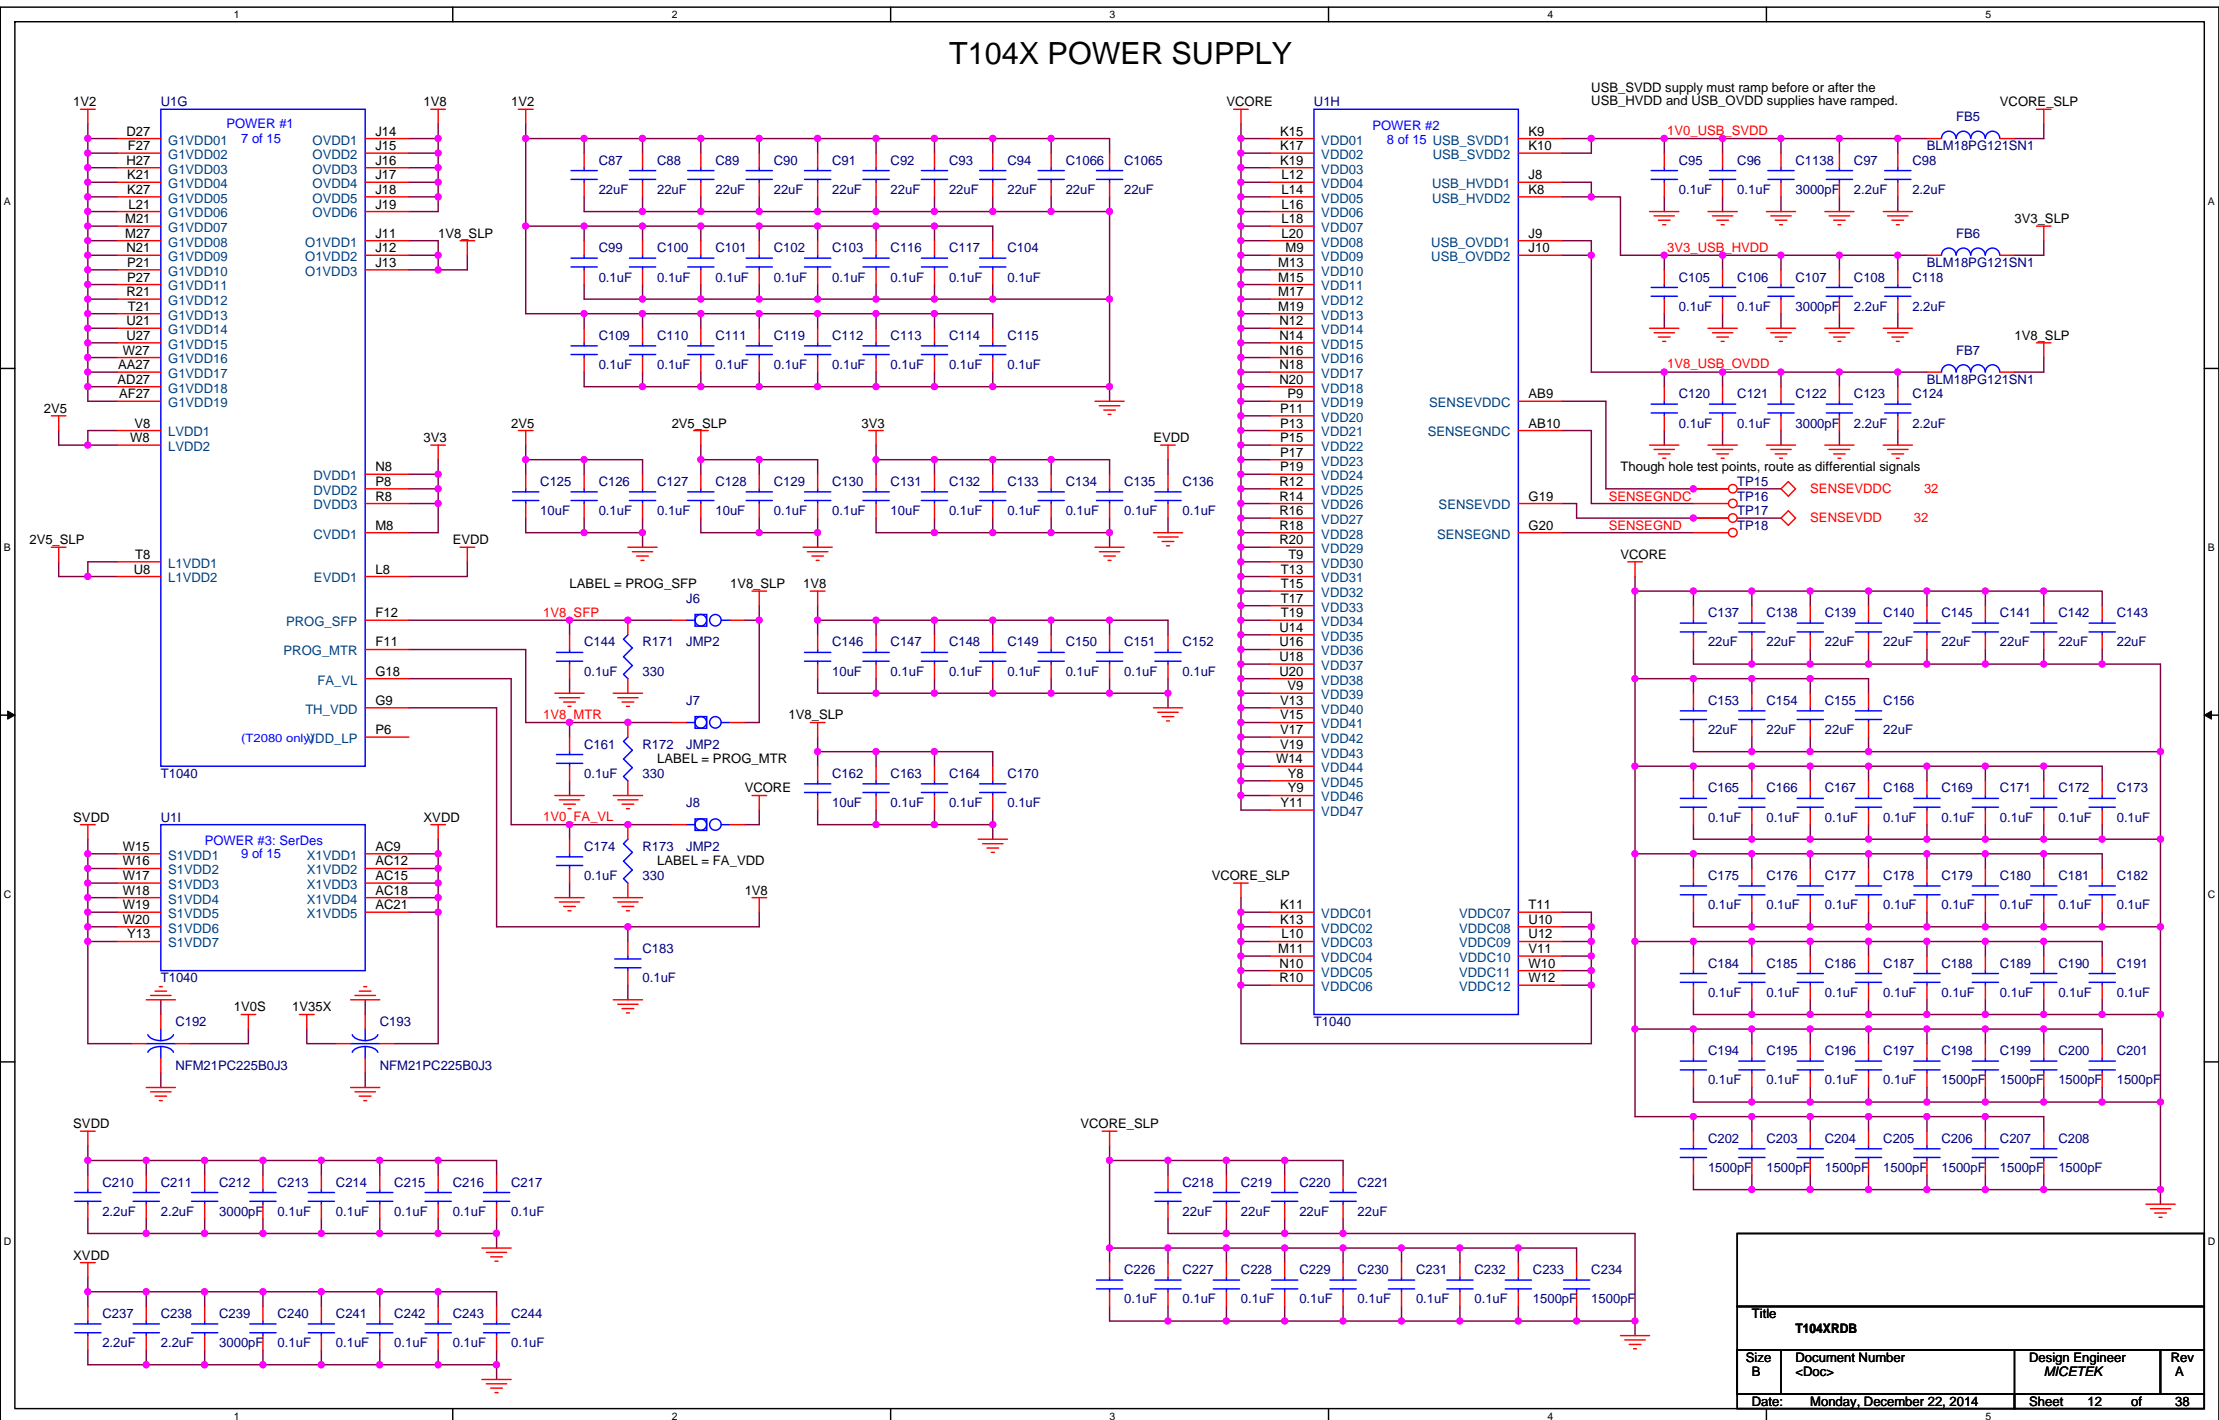 T104X POWER SUPPLY
1 2 3 4 5
A A
B B
C C
D D
1V2
U1G
1V8
POWER #1
7 of 15
D27 G1VDD01
F27 G1VDD02
H27 G1VDD03
K21 G1VDD04
K27 G1VDD05
L21 G1VDD06
M21 G1VDD07
M27 G1VDD08
N21 G1VDD09
P21 G1VDD10
P27 G1VDD11
R21 G1VDD12
T21 G1VDD13
U21 G1VDD14
U27 G1VDD15
W27 G1VDD16
AA27 G1VDD17
AD27 G1VDD18
AF27 G1VDD19
2V5
V8 LVDD1
W8 LVDD2
2V5_SLP
T8 L1VDD1
U8 L1VDD2
OVDD1 J14
OVDD2 J15
OVDD3 J16
OVDD4 J17
OVDD5 J18
OVDD6 J19
O1VDD1 J11
O1VDD2 J12
O1VDD3 J13
1V8_SLP
3V3
DVDD1 N8
DVDD2 P8
DVDD3 R8
CVDD1 M8
EVDD
EVDD1 L8
PROG_SFP F12
PROG_MTR F11
FA_VL G18
TH_VDD G9
(T2080 only) VDD_LP P6
T1040
1V2
C87 C88 C89 C90 C91 C92 C93 C94 C1066 C1065
22uF 22uF 22uF 22uF 22uF 22uF 22uF 22uF 22uF 22uF
C99 C100 C101 C102 C103 C116 C117 C104
0.1uF 0.1uF 0.1uF 0.1uF 0.1uF 0.1uF 0.1uF 0.1uF
C109 C110 C111 C119 C112 C113 C114 C115
0.1uF 0.1uF 0.1uF 0.1uF 0.1uF 0.1uF 0.1uF 0.1uF
2V5 2V5_SLP 3V3 EVDD
C125 C126 C127 C128 C129 C130 C131 C132 C133 C134 C135 C136
10uF 0.1uF 0.1uF 10uF 0.1uF 0.1uF 10uF 0.1uF 0.1uF 0.1uF 0.1uF 0.1uF
LABEL = PROG_SFP 1V8_SLP
J6
1V8_SFP
C144 R171 JMP2
0.1uF 330
J7
1V8_MTR
C161 R172 JMP2
LABEL = PROG_MTR
0.1uF 330
VCORE
J8
1V0_FA_VL
C174 R173 JMP2
LABEL = FA_VDD
0.1uF 330
1V8
C183
0.1uF
1V8
C146 C147 C148 C149 C150 C151 C152
10uF 0.1uF 0.1uF 0.1uF 0.1uF 0.1uF 0.1uF
1V8_SLP
C162 C163 C164 C170
10uF 0.1uF 0.1uF 0.1uF
SVDD
U1I
XVDD
POWER #3: SerDes
9 of 15
W15 S1VDD1
W16 S1VDD2
W17 S1VDD3
W18 S1VDD4
W19 S1VDD5
W20 S1VDD6
Y13 S1VDD7
X1VDD1 AC9
X1VDD2 AC12
X1VDD3 AC15
X1VDD4 AC18
X1VDD5 AC21
T1040
C192 1V0S 1V35X C193
NFM21PC225B0J3 NFM21PC225B0J3
SVDD
C210 C211 C212 C213 C214 C215 C216 C217
2.2uF 2.2uF 3000pF 0.1uF 0.1uF 0.1uF 0.1uF 0.1uF
XVDD
C237 C238 C239 C240 C241 C242 C243 C244
2.2uF 2.2uF 3000pF 0.1uF 0.1uF 0.1uF 0.1uF 0.1uF
VCORE
U1H
POWER #2
8 of 15
K15 VDD01
K17 VDD02
K19 VDD03
L12 VDD04
L14 VDD05
L16 VDD06
L18 VDD07
L20 VDD08
M9 VDD09
M13 VDD10
M15 VDD11
M17 VDD12
M19 VDD13
N12 VDD14
N14 VDD15
N16 VDD16
N18 VDD17
N20 VDD18
P9 VDD19
P11 VDD20
P13 VDD21
P15 VDD22
P17 VDD23
P19 VDD24
R12 VDD25
R14 VDD26
R16 VDD27
R18 VDD28
R20 VDD29
T9 VDD30
T13 VDD31
T15 VDD32
T17 VDD33
T19 VDD34
U14 VDD35
U16 VDD36
U18 VDD37
U20 VDD38
V9 VDD39
V13 VDD40
V15 VDD41
V17 VDD42
V19 VDD43
W14 VDD44
Y8 VDD45
Y9 VDD46
Y11 VDD47
VCORE_SLP
K11 VDDC01
K13 VDDC02
L10 VDDC03
M11 VDDC04
N10 VDDC05
R10 VDDC06
USB_SVDD1 K9
USB_SVDD2 K10
USB_HVDD1 J8
USB_HVDD2 K8
USB_OVDD1 J9
USB_OVDD2 J10
SENSEVDDC AB9
SENSEGNDC AB10
SENSEVDD G19
SENSEGND G20
VDDC07 T11
VDDC08 U10
VDDC09 U12
VDDC10 V11
VDDC11 W10
VDDC12 W12
T1040
USB_SVDD supply must ramp before or after the
USB_HVDD and USB_OVDD supplies have ramped.
VCORE_SLP
FB5
1V0_USB_SVDD
BLM18PG121SN1
C95 C96 C1138 C97 C98
0.1uF 0.1uF 3000pF 2.2uF 2.2uF
3V3_SLP
FB6
3V3_USB_HVDD
BLM18PG121SN1
C105 C106 C107 C108 C118
0.1uF 0.1uF 3000pF 2.2uF 2.2uF
1V8_SLP
FB7
1V8_USB_OVDD
BLM18PG121SN1
C120 C121 C122 C123 C124
0.1uF 0.1uF 3000pF 2.2uF 2.2uF
Though hole test points, route as differential signals
TP15 SENSEVDDC 32
SENSEGNDC TP16
TP17 SENSEVDD 32
SENSEGND TP18
VCORE
C137 C138 C139 C140 C145 C141 C142 C143
22uF 22uF 22uF 22uF 22uF 22uF 22uF 22uF
C153 C154 C155 C156
22uF 22uF 22uF 22uF
C165 C166 C167 C168 C169 C171 C172 C173
0.1uF 0.1uF 0.1uF 0.1uF 0.1uF 0.1uF 0.1uF 0.1uF
C175 C176 C177 C178 C179 C180 C181 C182
0.1uF 0.1uF 0.1uF 0.1uF 0.1uF 0.1uF 0.1uF 0.1uF
C184 C185 C186 C187 C188 C189 C190 C191
0.1uF 0.1uF 0.1uF 0.1uF 0.1uF 0.1uF 0.1uF 0.1uF
C194 C195 C196 C197 C198 C199 C200 C201
0.1uF 0.1uF 0.1uF 0.1uF 1500pF 1500pF 1500pF 1500pF
C202 C203 C204 C205 C206 C207 C208
1500pF 1500pF 1500pF 1500pF 1500pF 1500pF 1500pF
VCORE_SLP
C218 C219 C220 C221
22uF 22uF 22uF 22uF
C226 C227 C228 C229 C230 C231 C232 C233 C234
0.1uF 0.1uF 0.1uF 0.1uF 0.1uF 0.1uF 0.1uF 1500pF 1500pF
Title
T104XRDB
Size Document Number Design Engineer Rev
B <Doc> MICETEK A
Date: Monday, December 22, 2014 Sheet 12 of 38
1 2 3 4 5